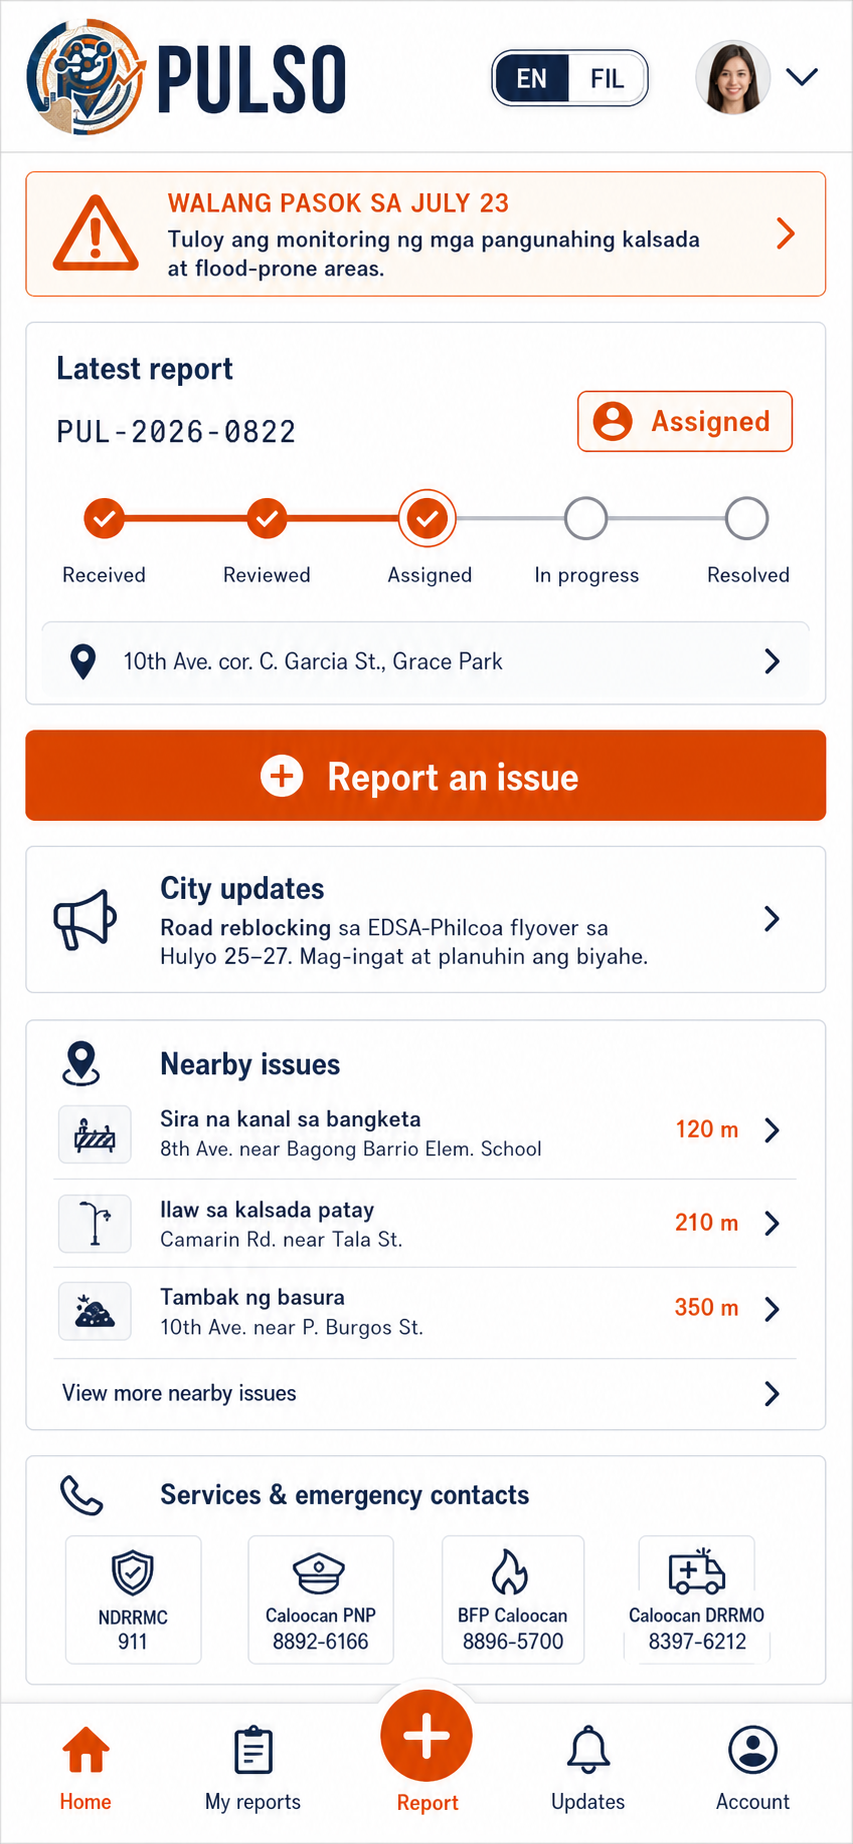 PULSO
EN FIL
WALANG PASOK SA JULY 23
Tuloy ang monitoring ng mga pangunahing kalsada
at flood-prone areas.
Latest report
PUL-2026-0822
Assigned
Received Reviewed Assigned In progress Resolved
10th Ave. cor. C. Garcia St., Grace Park
Report an issue
City updates
Road reblocking sa EDSA-Philcoa flyover sa
Hulyo 25–27. Mag-ingat at planuhin ang biyahe.
Nearby issues
Sira na kanal sa bangketa
8th Ave. near Bagong Barrio Elem. School
120 m
Ilaw sa kalsada patay
Camarin Rd. near Tala St.
210 m
Tambak ng basura
10th Ave. near P. Burgos St.
350 m
View more nearby issues
Services & emergency contacts
NDRRMC
911
Caloocan PNP
8892-6166
BFP Caloocan
8896-5700
Caloocan DRRMO
8397-6212
Home My reports Report Updates Account